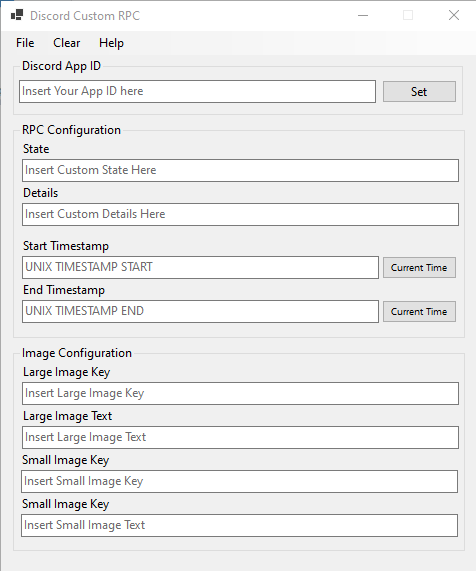 Discord Custom RPC
File Clear Help
Discord App ID
Insert Your App ID here Set
RPC Configuration
State
Insert Custom State Here
Details
Insert Custom Details Here
Start Timestamp
UNIX TIMESTAMP START Current Time
End Timestamp
UNIX TIMESTAMP END Current Time
Image Configuration
Large Image Key
Insert Large Image Key
Large Image Text
Insert Large Image Text
Small Image Key
Insert Small Image Key
Small Image Key
Insert Small Image Text